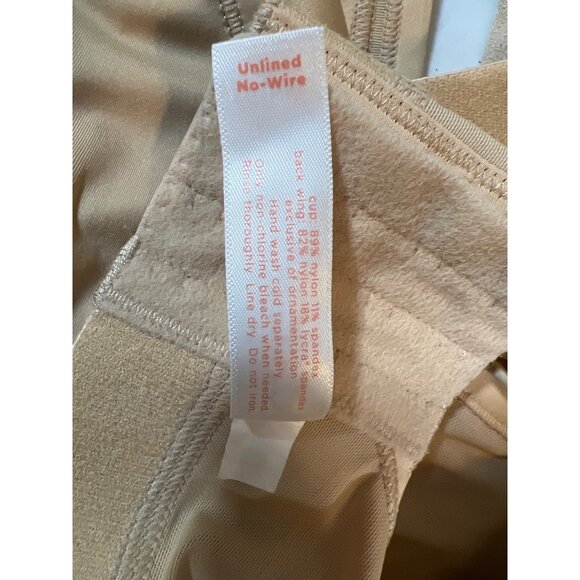 Unlined
No-Wire
cup: 89% nylon 11% spandex
back wing: 82% nylon 18% lycra® spandex
exclusive of ornamentation
Hand wash cold separately
Only non chlorine bleach when needed
Rinse thoroughly Line dry Do not iron